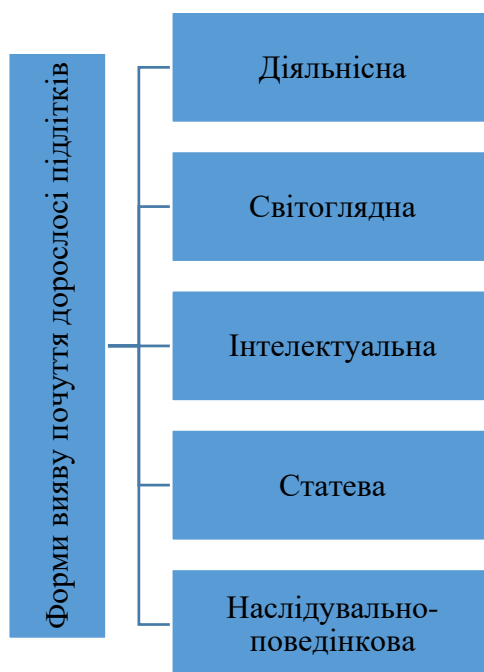 Форми вияву почуття дорослості підлітків
Діяльнісна
Світоглядна
Інтелектуальна
Статева
Наслідувально-
поведінкова